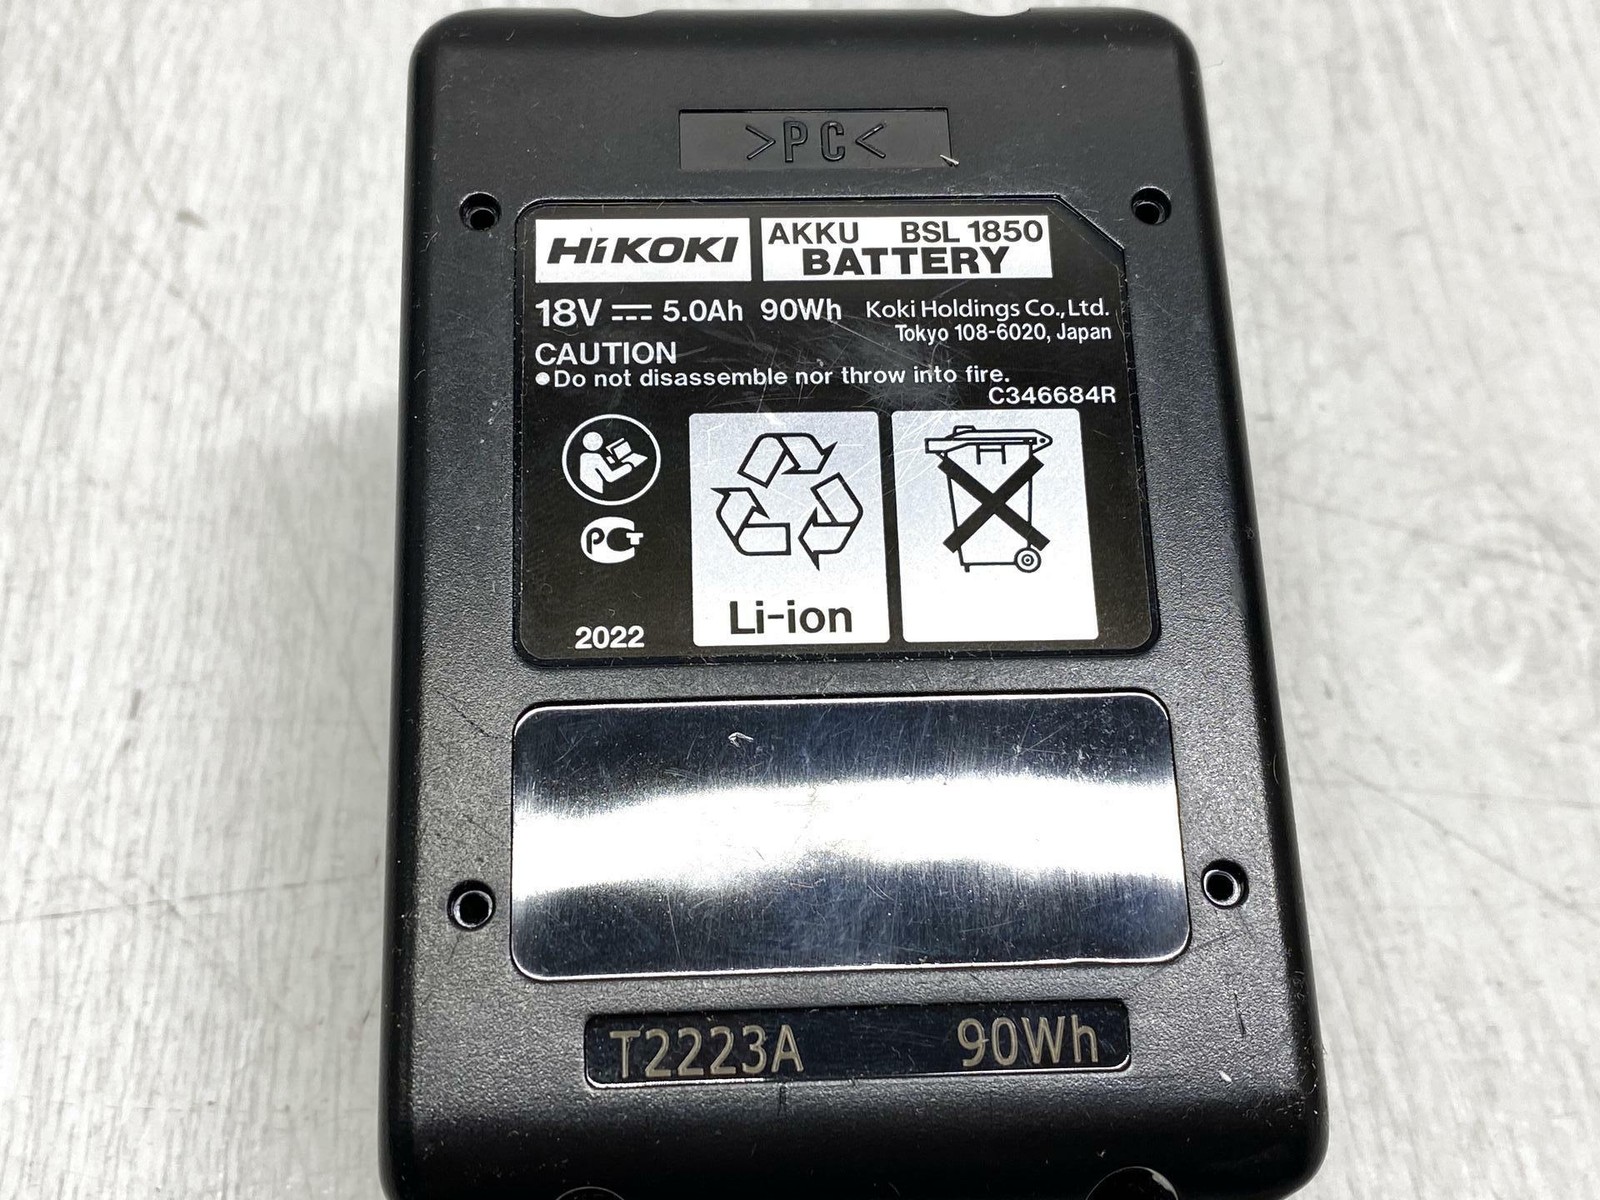 >PC<
HiKOKI
AKKU BSL 1850
BATTERY
18V 5.0Ah 90Wh
Koki Holdings Co., Ltd.
Tokyo 108-6020, Japan
CAUTION
•Do not disassemble nor throw into fire.
C346684R
PCT
2022
Li-ion
T2223A 90Wh